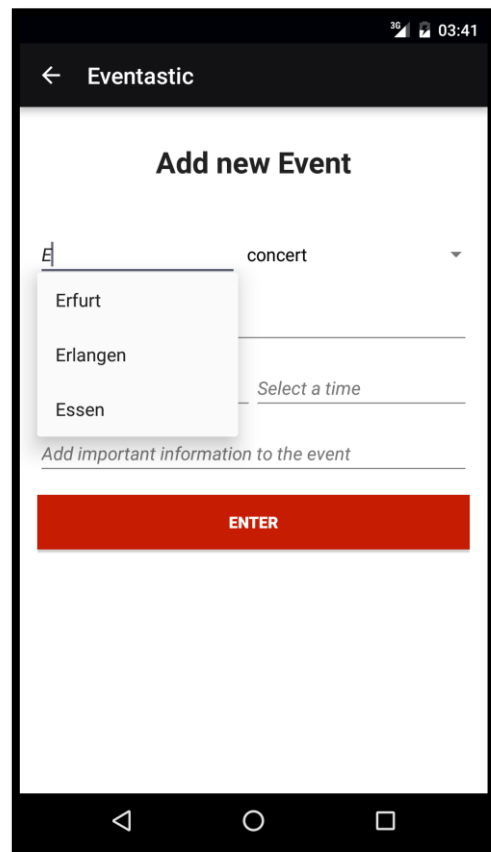 3G 03:41
Eventastic
Add new Event
E concert
Erfurt
Erlangen
Essen
Select a time
Add important information to the event
ENTER